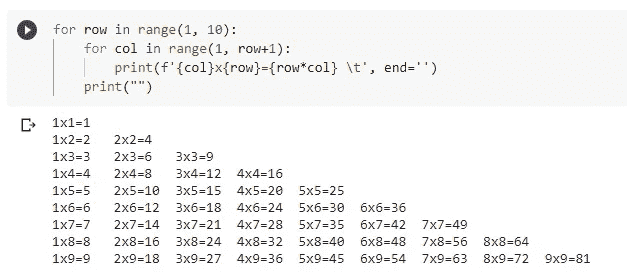 for row in range(1, 10):
    for col in range(1, row+1):
        print(f'{col}x{row}={row*col} \t', end='')
    print("")
1x1=1
1x2=2 2x2=4
1x3=3 2x3=6 3x3=9
1x4=4 2x4=8 3x4=12 4x4=16
1x5=5 2x5=10 3x5=15 4x5=20 5x5=25
1x6=6 2x6=12 3x6=18 4x6=24 5x6=30 6x6=36
1x7=7 2x7=14 3x7=21 4x7=28 5x7=35 6x7=42 7x7=49
1x8=8 2x8=16 3x8=24 4x8=32 5x8=40 6x8=48 7x8=56 8x8=64
1x9=9 2x9=18 3x9=27 4x9=36 5x9=45 6x9=54 7x9=63 8x9=72 9x9=81